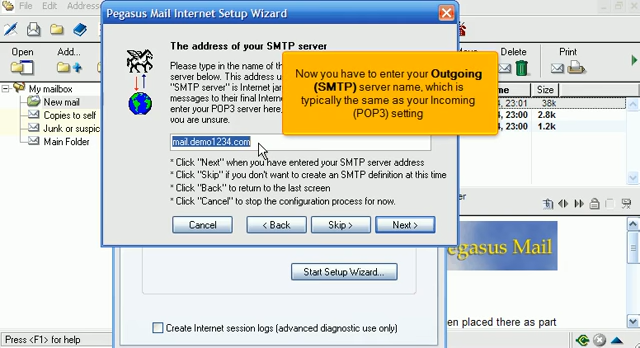 File
Pegasus Mail Internet Setup Wizard
Open
Add...
Move
Delete
Print
My mailbox
New mail
Copies to self
Junk or suspic
Main Folder
The address of your SMTP server
Please type in the name of the
server below. This address u
"SMTP server" is Internet jar
messages to their final Interne
enter your POP3 server here,
you are unsure.
Now you have to enter your Outgoing
(SMTP) server name, which is
typically the same as your Incoming
(POP3) setting
Size
, 23:01 38k
, 23:00 2.8k
, 23:00 1.2k
mail.demo1234.com
* Click "Next" when you have entered your SMTP server address
* Click "Skip" if you don't want to create an SMTP definition at this time
* Click "Back" to return to the last screen
* Click "Cancel" to stop the configuration process for now.
Cancel
< Back
Skip >
Next >
egasus Mail
Start Setup Wizard...
Create Internet session logs (advanced diagnostic use only)
en placed there as part
Press <F1> for help